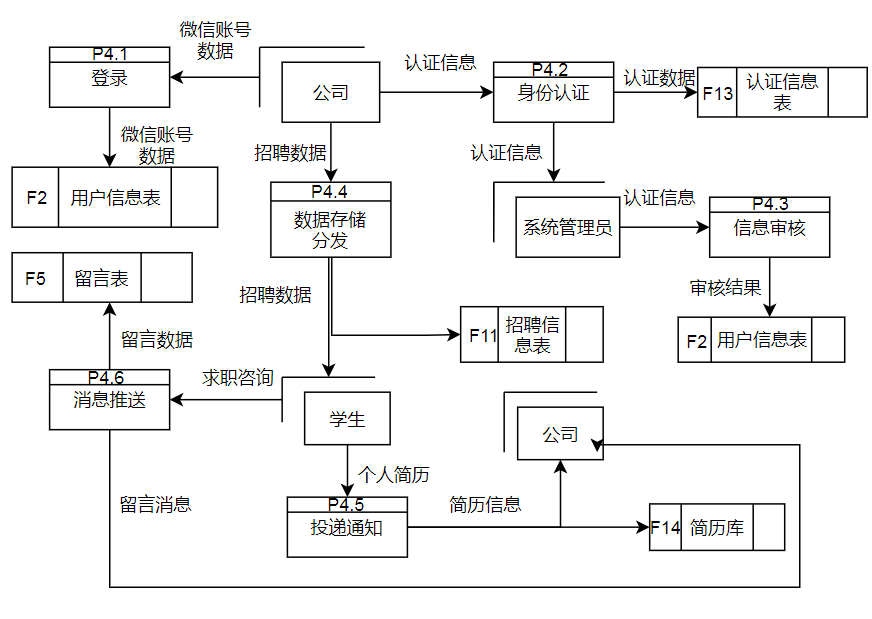 微信账号
数据
P4.1
登录
公司
认证信息
P4.2
身份认证
认证数据
F13
认证信息
表
微信账号
数据
招聘数据
认证信息
F2
用户信息表
P4.4
数据存储
分发
系统管理员
认证信息
P4.3
信息审核
F5
留言表
招聘数据
审核结果
留言数据
F11
招聘信
息表
F2
用户信息表
P4.6
消息推送
求职咨询
学生
公司
个人简历
留言消息
P4.5
投递通知
简历信息
F14
简历库